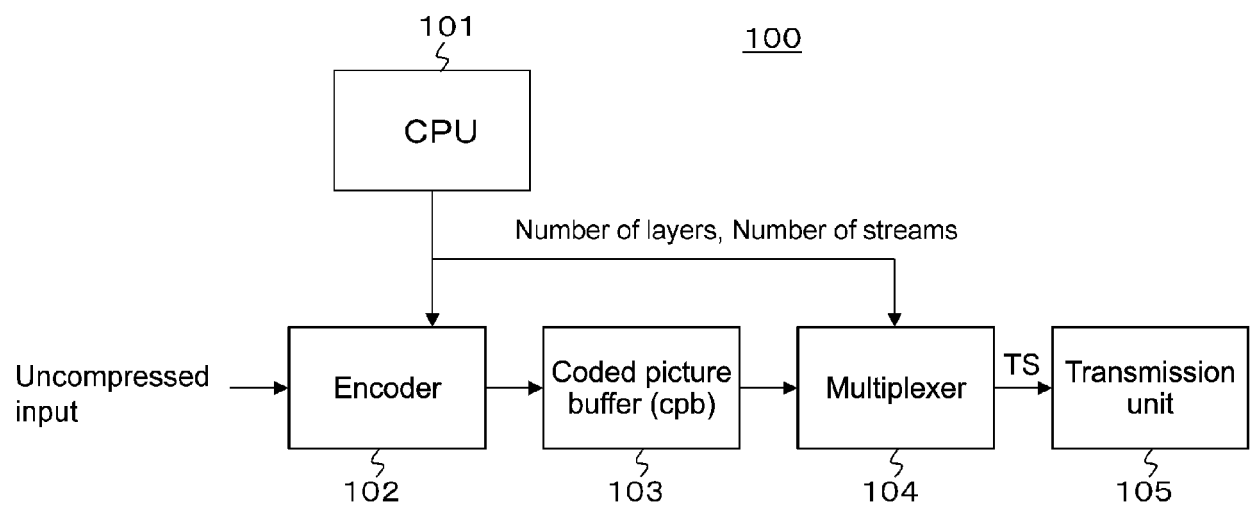 101
100
CPU
Number of layers, Number of streams
Uncompressed
input
Encoder
Coded picture
buffer (cpb)
Multiplexer
TS
Transmission
unit
102
103
104
105